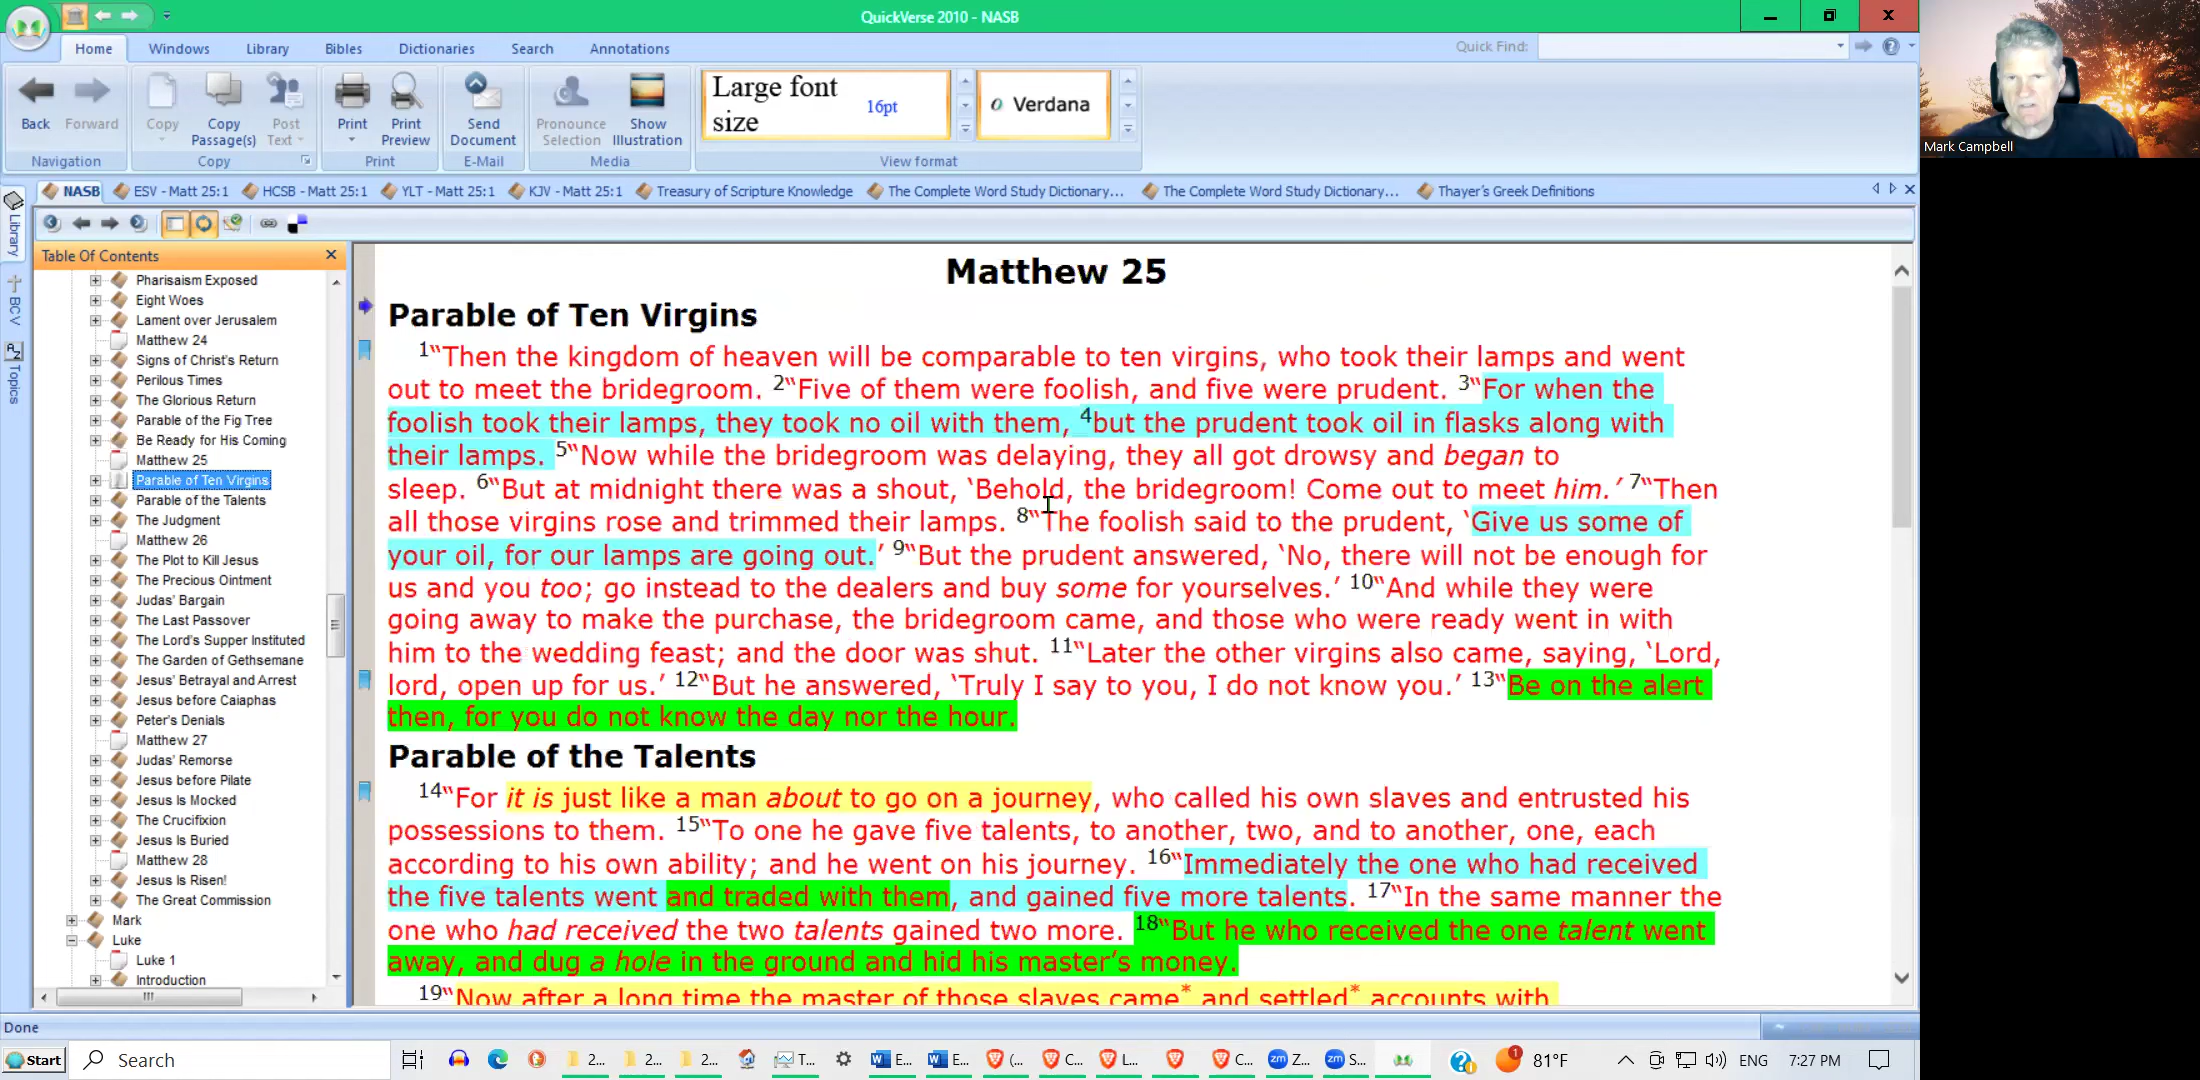 QuickVerse 2010 - NASB
Home Windows Library Bibles Dictionaries Search Annotations
Quick Find:
Back Forward
Navigation
Copy Copy Passage(s) Post Text
Copy
Print Print Preview
Print
Send Document
E-Mail
Pronounce Selection Show Illustration
Media
Large font size 16pt
Verdana
View format
Mark Campbell
NASB ESV - Matt 25:1 HCSB - Matt 25:1 YLT - Matt 25:1 KJV - Matt 25:1 Treasury of Scripture Knowledge The Complete Word Study Dictionary... The Complete Word Study Dictionary... Thayer's Greek Definitions
Library
BCV
Topics
Table Of Contents
Pharisaism Exposed
Eight Woes
Lament over Jerusalem
Matthew 24
Signs of Christ's Return
Perilous Times
The Glorious Return
Parable of the Fig Tree
Be Ready for His Coming
Matthew 25
Parable of Ten Virgins
Parable of the Talents
The Judgment
Matthew 26
The Plot to Kill Jesus
The Precious Ointment
Judas' Bargain
The Last Passover
The Lord's Supper Instituted
The Garden of Gethsemane
Jesus' Betrayal and Arrest
Jesus before Caiaphas
Peter's Denials
Matthew 27
Judas' Remorse
Jesus before Pilate
Jesus Is Mocked
The Crucifixion
Jesus Is Buried
Matthew 28
Jesus Is Risen!
The Great Commission
Mark
Luke
Luke 1
Introduction
Matthew 25
Parable of Ten Virgins
1“Then the kingdom of heaven will be comparable to ten virgins, who took their lamps and went
out to meet the bridegroom. 2“Five of them were foolish, and five were prudent. 3“For when the
foolish took their lamps, they took no oil with them, 4but the prudent took oil in flasks along with
their lamps. 5“Now while the bridegroom was delaying, they all got drowsy and began to
sleep. 6“But at midnight there was a shout, ‘Behold, the bridegroom! Come out to meet him.’ 7“Then
all those virgins rose and trimmed their lamps. 8“The foolish said to the prudent, ‘Give us some of
your oil, for our lamps are going out.’ 9“But the prudent answered, ‘No, there will not be enough for
us and you too; go instead to the dealers and buy some for yourselves.’ 10“And while they were
going away to make the purchase, the bridegroom came, and those who were ready went in with
him to the wedding feast; and the door was shut. 11“Later the other virgins also came, saying, ‘Lord,
lord, open up for us.’ 12“But he answered, ‘Truly I say to you, I do not know you.’ 13“Be on the alert
then, for you do not know the day nor the hour.
Parable of the Talents
14“For it is just like a man about to go on a journey, who called his own slaves and entrusted his
possessions to them. 15“To one he gave five talents, to another, two, and to another, one, each
according to his own ability; and he went on his journey. 16“Immediately the one who had received
the five talents went and traded with them, and gained five more talents. 17“In the same manner the
one who had received the two talents gained two more. 18“But he who received the one talent went
away, and dug a hole in the ground and hid his master’s money.
19“Now after a long time the master of those slaves came* and settled* accounts with
Done
Start Search 2... 2... 2... T... E... E... (... C... L... C... Z... S... 1 81°F ENG 7:27 PM